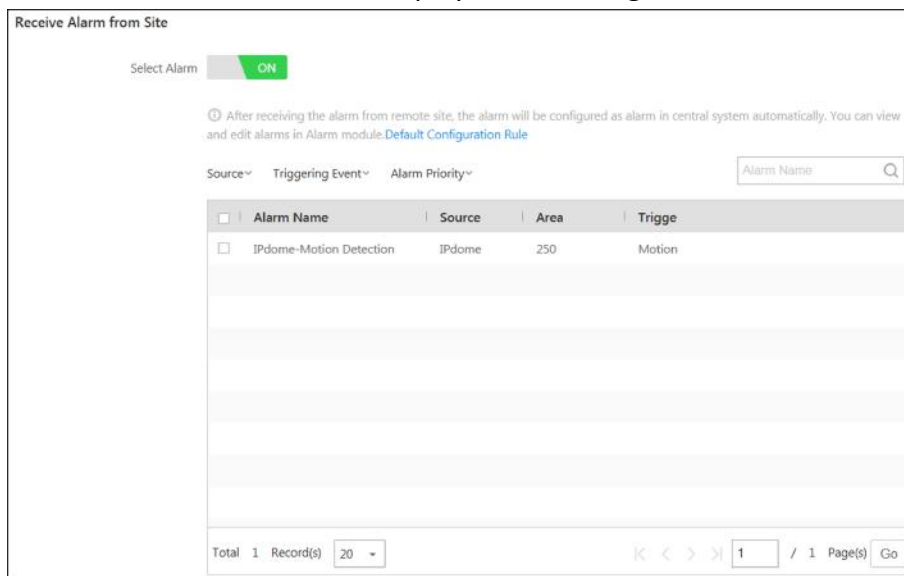 Receive Alarm from Site
Select Alarm ON
After receiving the alarm from remote site, the alarm will be configured as alarm in central system automatically. You can view
and edit alarms in Alarm module.Default Configuration Rule
Source Triggering Event Alarm Priority Alarm Name
Alarm Name Source Area Trigge
IPdome-Motion Detection IPdome 250 Motion
Total 1 Record(s) 20 1 / 1 Page(s) Go